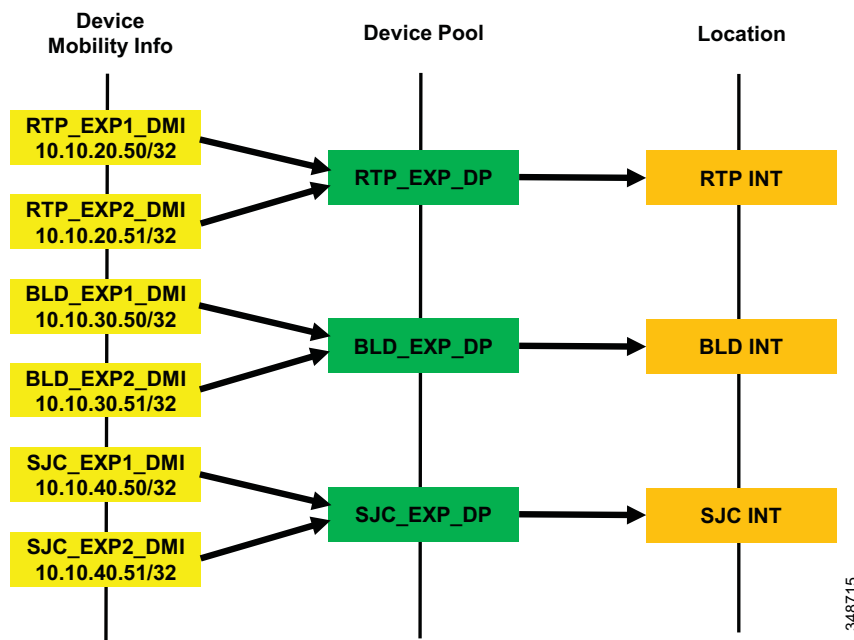 Device
Mobility Info
Device Pool
Location
RTP_EXP1_DMI
10.10.20.50/32
RTP_EXP2_DMI
10.10.20.51/32
RTP_EXP_DP
RTP INT
BLD_EXP1_DMI
10.10.30.50/32
BLD_EXP2_DMI
10.10.30.51/32
BLD_EXP_DP
BLD INT
SJC_EXP1_DMI
10.10.40.50/32
SJC_EXP2_DMI
10.10.40.51/32
SJC_EXP_DP
SJC INT
348715